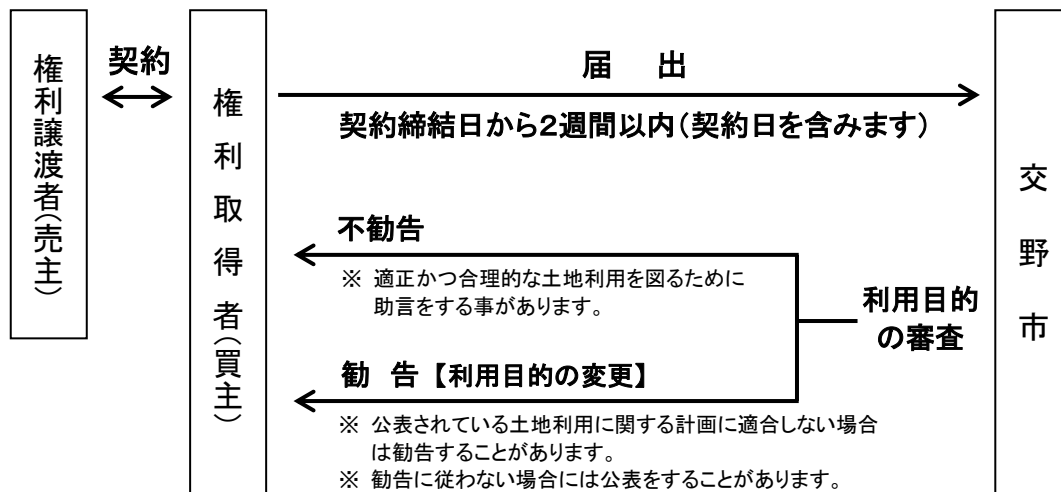 権利譲渡者(売主)
契約
権利取得者(買主)
届 出
契約締結日から2週間以内(契約日を含みます)
不勧告
※ 適正かつ合理的な土地利用を図るために
助言をする事があります。
利用目的
の審査
勧 告【利用目的の変更】
※ 公表されている土地利用に関する計画に適合しない場合
は勧告することがあります。
※ 勧告に従わない場合には公表をすることがあります。
交野市